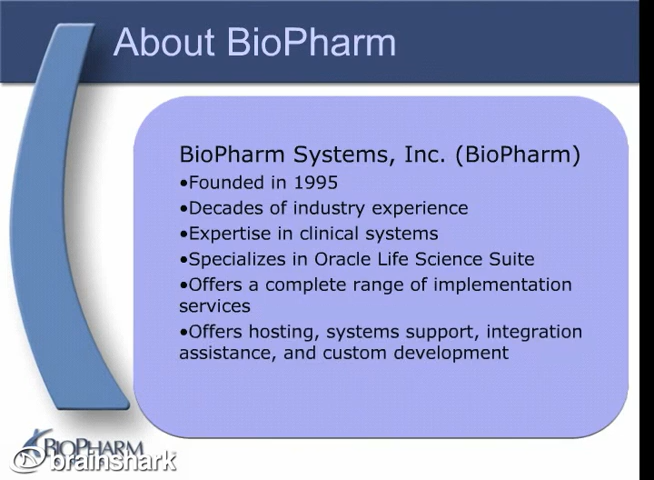 About BioPharm
BioPharm Systems, Inc. (BioPharm)
•Founded in 1995
•Decades of industry experience
•Expertise in clinical systems
•Specializes in Oracle Life Science Suite
•Offers a complete range of implementation
services
•Offers hosting, systems support, integration
assistance, and custom development
BIOPHARM
brainshark